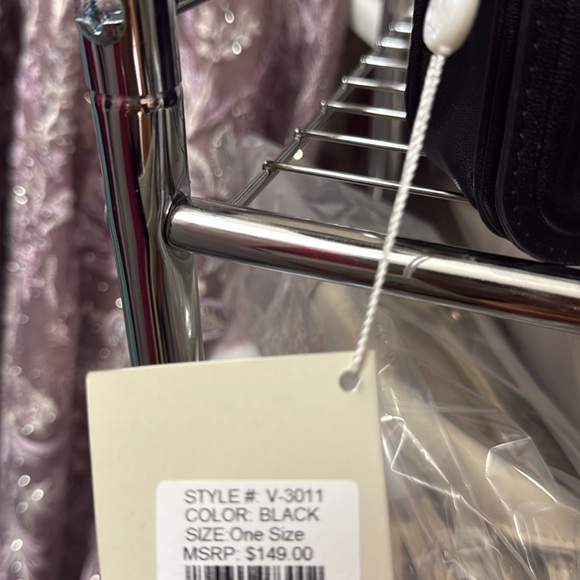 STYLE #: V-3011
COLOR: BLACK
SIZE:One Size
MSRP: $149.00